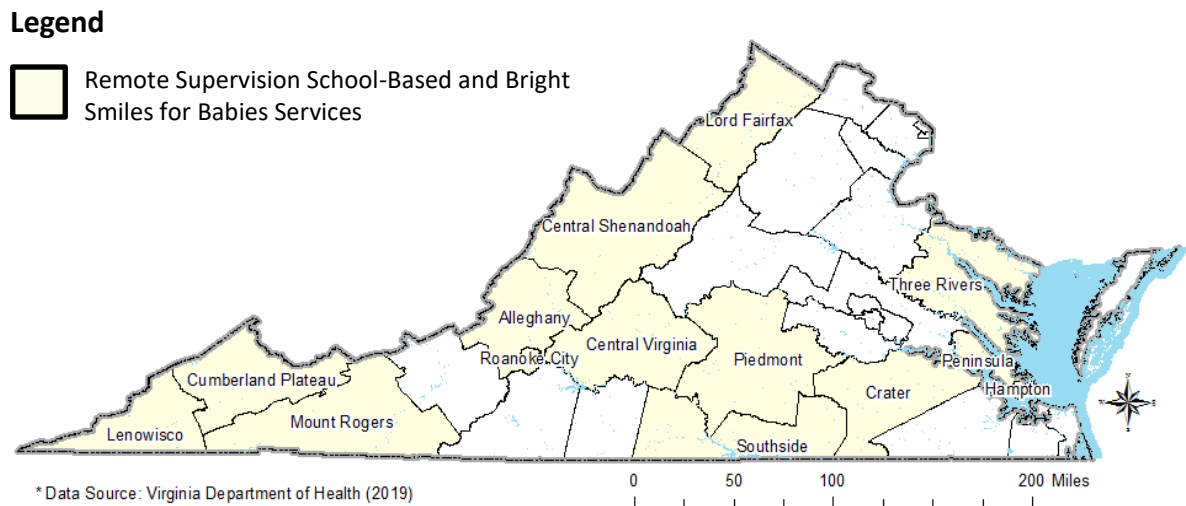 Legend
Remote Supervision School-Based and Bright
Smiles for Babies Services
Lord Fairfax
Central Shenandoah
Three Rivers
Alleghany
Roanoke City
Central Virginia
Piedmont
Peninsula
Hampton
Cumberland Plateau
Crater
Mount Rogers
Lenowisco
Southside
N
W
E
S
* Data Source: Virginia Department of Health (2019)
0 50 100 200 Miles